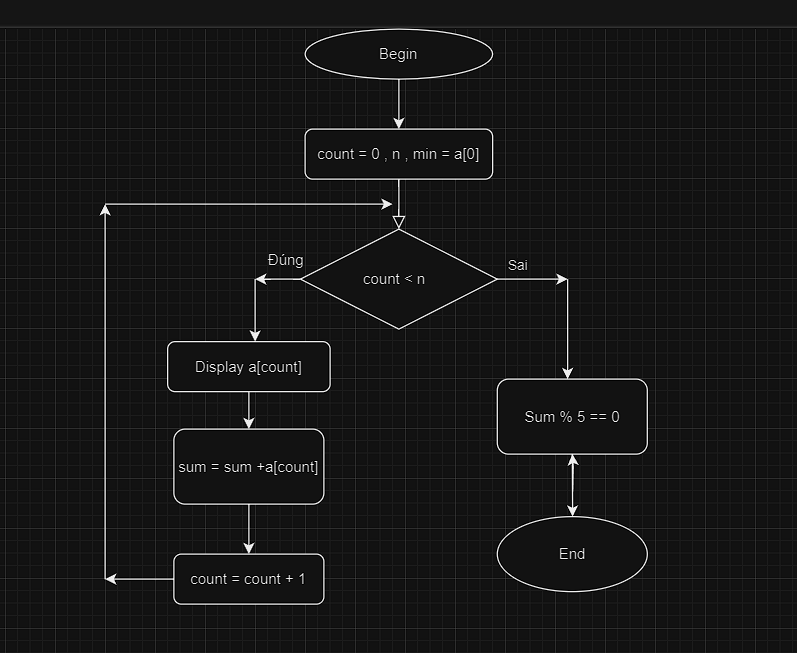 Begin
count = 0 , n , min = a[0]
count < n
Đúng
Sai
Display a[count]
sum = sum +a[count]
count = count + 1
Sum % 5 == 0
End